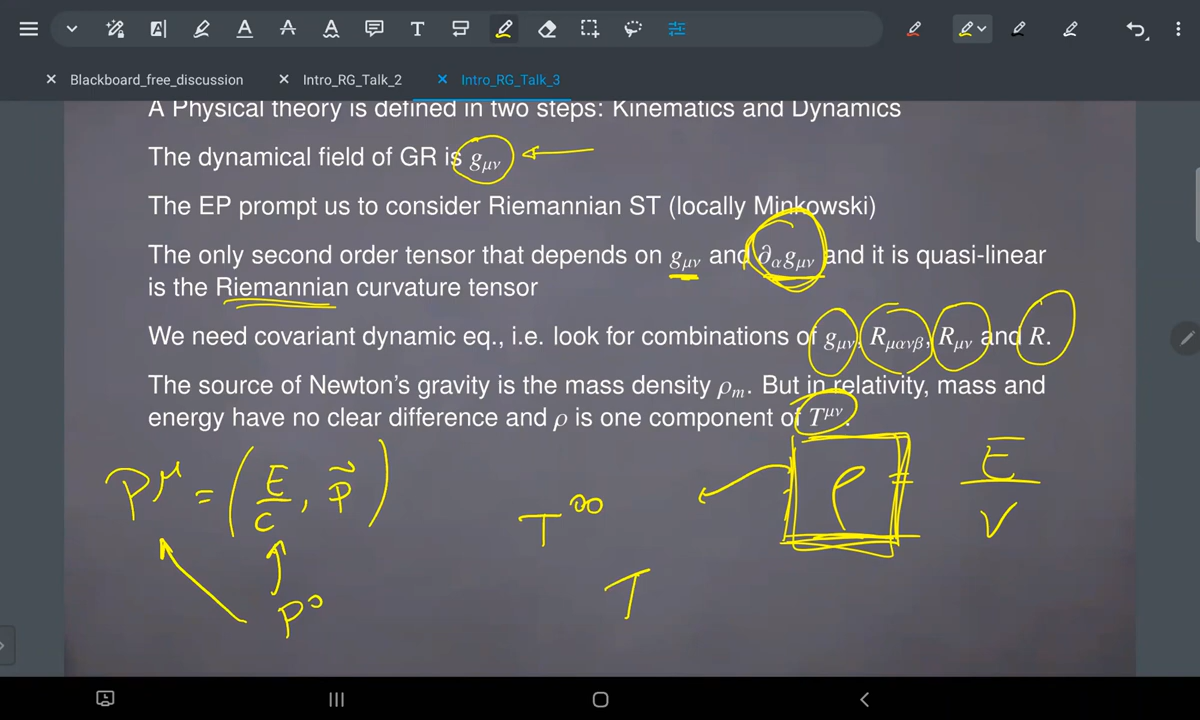 Blackboard_free_discussion Intro_RG_Talk_2 Intro_RG_Talk_3
A Physical theory is defined in two steps: Kinematics and Dynamics
The dynamical field of GR is gμν
The EP prompt us to consider Riemannian ST (locally Minkowski)
The only second order tensor that depends on gμν and ∂αgμν and it is quasi-linear
is the Riemannian curvature tensor
We need covariant dynamic eq., i.e. look for combinations of gμν, Rμανβ, Rμν and R.
The source of Newton's gravity is the mass density ρm. But in relativity, mass and
energy have no clear difference and ρ is one component of Tμν.
Pμ = (E/c, p⃗)
T00
ρ
E/V
P0
T